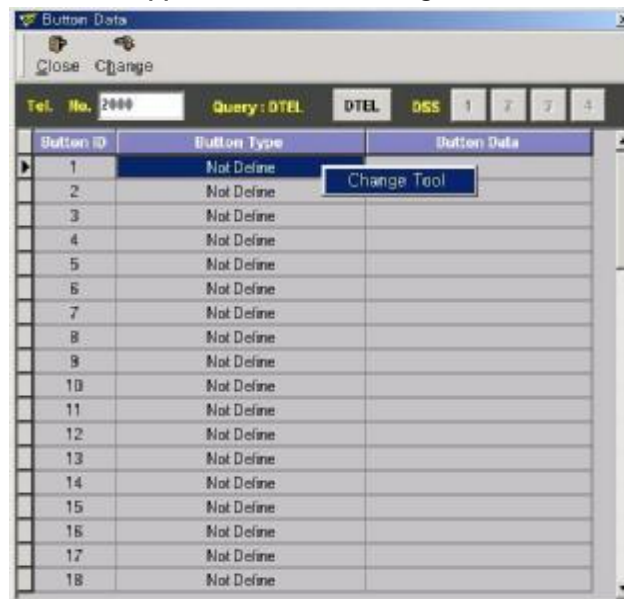 Button Data
Close Change
Tel. No. 2000 Query : DTEL DTEL DSS 1 2 3 4
Button ID Button Type Button Data
1 Not Define
Change Tool
2 Not Define
3 Not Define
4 Not Define
5 Not Define
6 Not Define
7 Not Define
8 Not Define
9 Not Define
10 Not Define
11 Not Define
12 Not Define
13 Not Define
14 Not Define
15 Not Define
16 Not Define
17 Not Define
18 Not Define